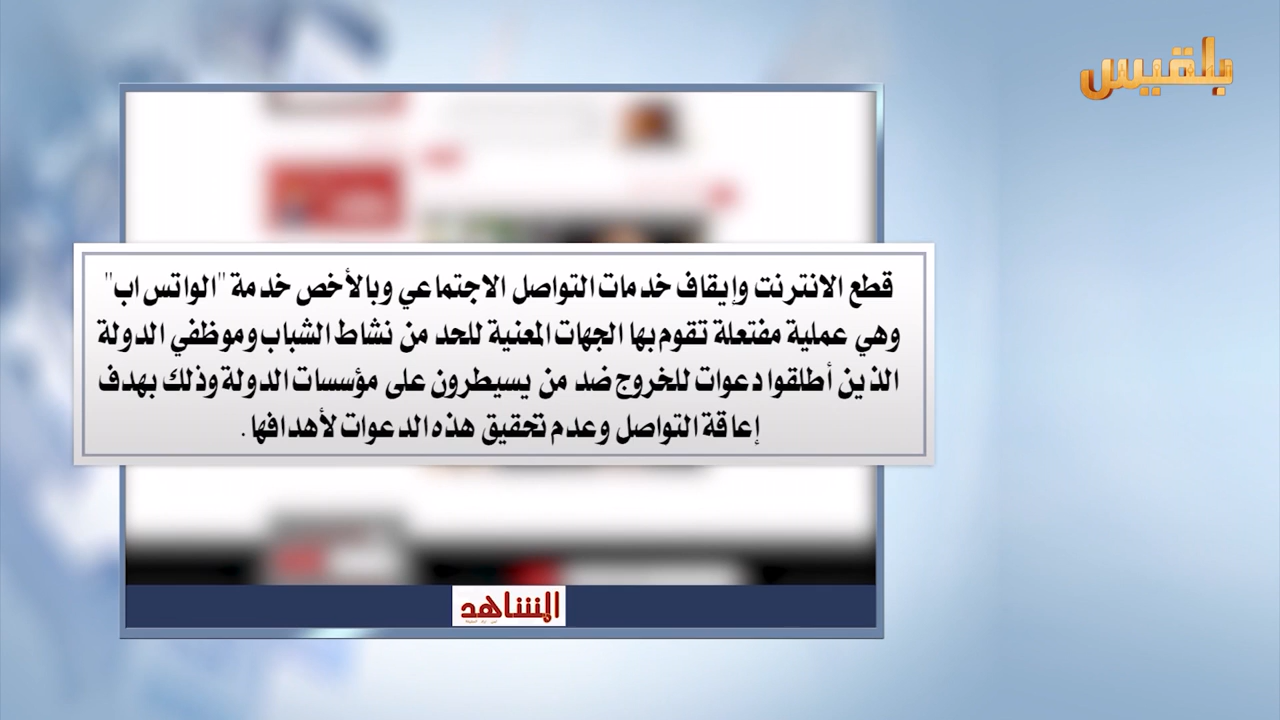 بلقيس
قطع الانترنت وإيقاف خدمات التواصل الاجتماعي وبالأخص خدمة "الواتس اب"
وهي عملية مفتعلة تقوم بها الجهات المعنية للحد من نشاط الشباب وموظفي الدولة
الذين أطلقوا دعوات للخروج ضد من يسيطرون على مؤسسات الدولة وذلك بهدف
إعاقة التواصل وعدم تحقيق هذه الدعوات لأهدافها .
المشاهد